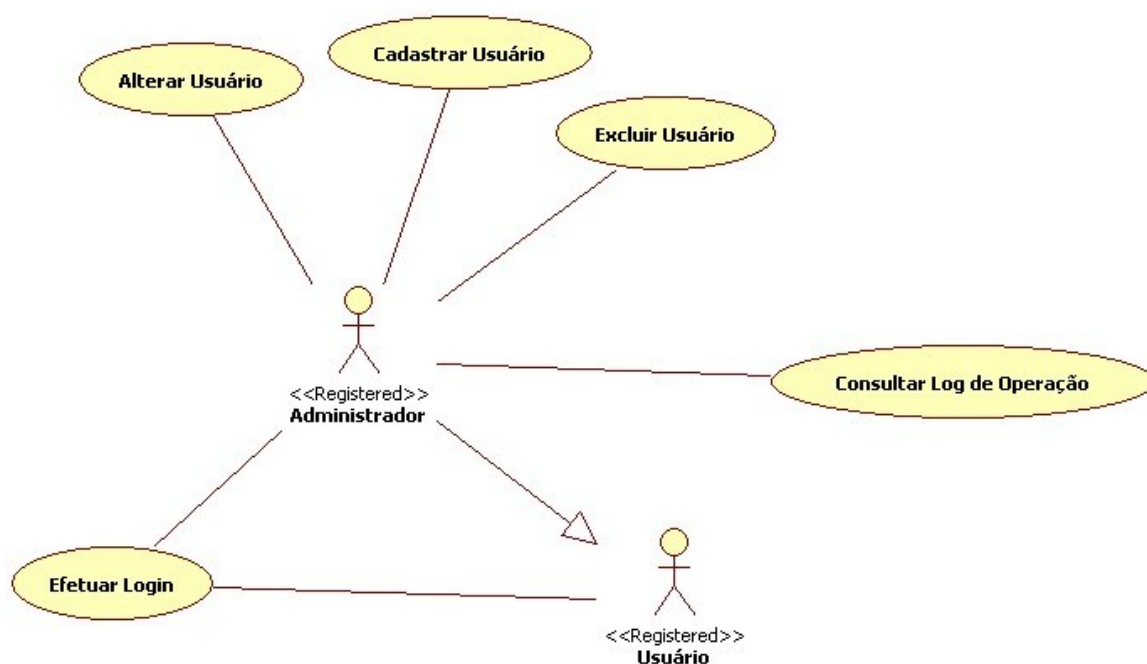 Cadastrar Usuário
Alterar Usuário
Excluir Usuário
<<Registered>>
Administrador
Consultar Log de Operação
Efetuar Login
<<Registered>>
Usuário